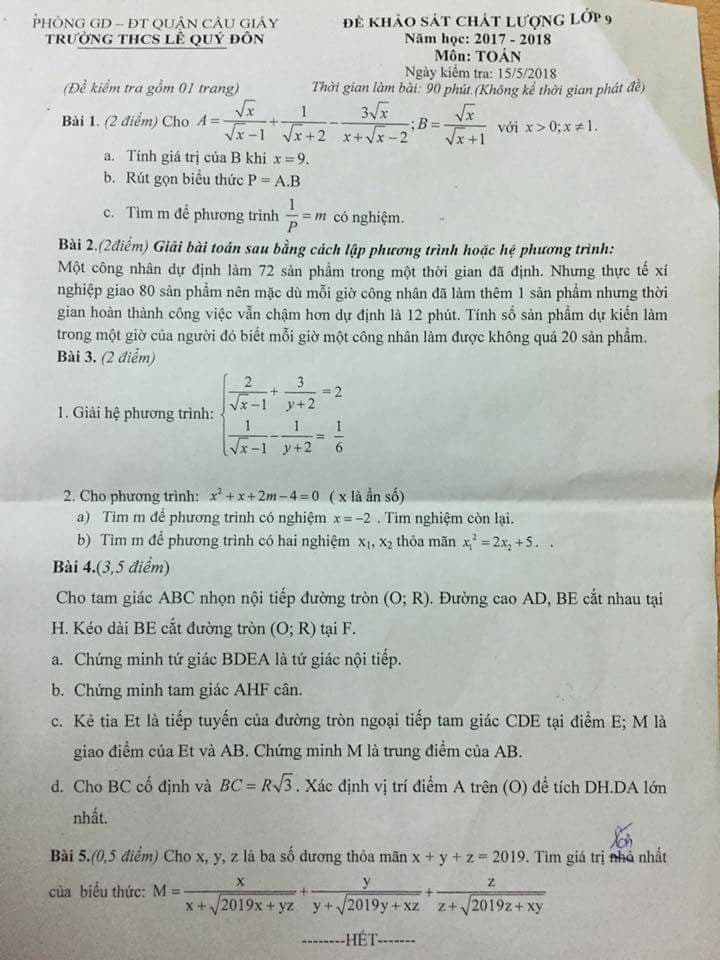 PHÒNG GD – ĐT QUẬN CẦU GIẤY
TRƯỜNG THCS LÊ QUÝ ĐÔN
ĐỀ KHẢO SÁT CHẤT LƯỢNG LỚP 9
Năm học: 2017 - 2018
Môn: TOÁN
Ngày kiểm tra: 15/5/2018
(Đề kiểm tra gồm 01 trang)
Thời gian làm bài: 90 phút.(Không kể thời gian phát đề)
Bài 1. (2 điểm) Cho A = √x/(√x−1) + 1/(√x+2) − 3√x/(x+√x−2); B = √x/(√x+1) với x > 0; x ≠ 1.
a. Tính giá trị của B khi x = 9.
b. Rút gọn biểu thức P = A.B
c. Tìm m để phương trình 1/P = m có nghiệm.
Bài 2.(2điểm) Giải bài toán sau bằng cách lập phương trình hoặc hệ phương trình:
Một công nhân dự định làm 72 sản phẩm trong một thời gian đã định. Nhưng thực tế xí
nghiệp giao 80 sản phẩm nên mặc dù mỗi giờ công nhân đã làm thêm 1 sản phẩm nhưng thời
gian hoàn thành công việc vẫn chậm hơn dự định là 12 phút. Tính số sản phẩm dự kiến làm
trong một giờ của người đó biết mỗi giờ một công nhân làm được không quá 20 sản phẩm.
Bài 3. (2 điểm)
1. Giải hệ phương trình: { 2/(√x−1) + 3/(y+2) = 2
1/(√x−1) − 1/(y+2) = 1/6
2. Cho phương trình: x² + x + 2m − 4 = 0 ( x là ẩn số)
a) Tìm m để phương trình có nghiệm x = −2 . Tìm nghiệm còn lại.
b) Tìm m để phương trình có hai nghiệm x₁, x₂ thỏa mãn x₁² = 2x₂ + 5 .
Bài 4.(3,5 điểm)
Cho tam giác ABC nhọn nội tiếp đường tròn (O; R). Đường cao AD, BE cắt nhau tại
H. Kéo dài BE cắt đường tròn (O; R) tại F.
a. Chứng minh tứ giác BDEA là tứ giác nội tiếp.
b. Chứng minh tam giác AHF cân.
c. Kẻ tia Et là tiếp tuyến của đường tròn ngoại tiếp tam giác CDE tại điểm E; M là
giao điểm của Et và AB. Chứng minh M là trung điểm của AB.
d. Cho BC cố định và BC = R√3 . Xác định vị trí điểm A trên (O) để tích DH.DA lớn
nhất.
lớn
Bài 5.(0,5 điểm) Cho x, y, z là ba số dương thỏa mãn x + y + z = 2019. Tìm giá trị nhỏ nhất
của biểu thức: M = x/(x+√(2019x+yz)) + y/(y+√(2019y+xz)) + z/(z+√(2019z+xy))
--------HẾT-------